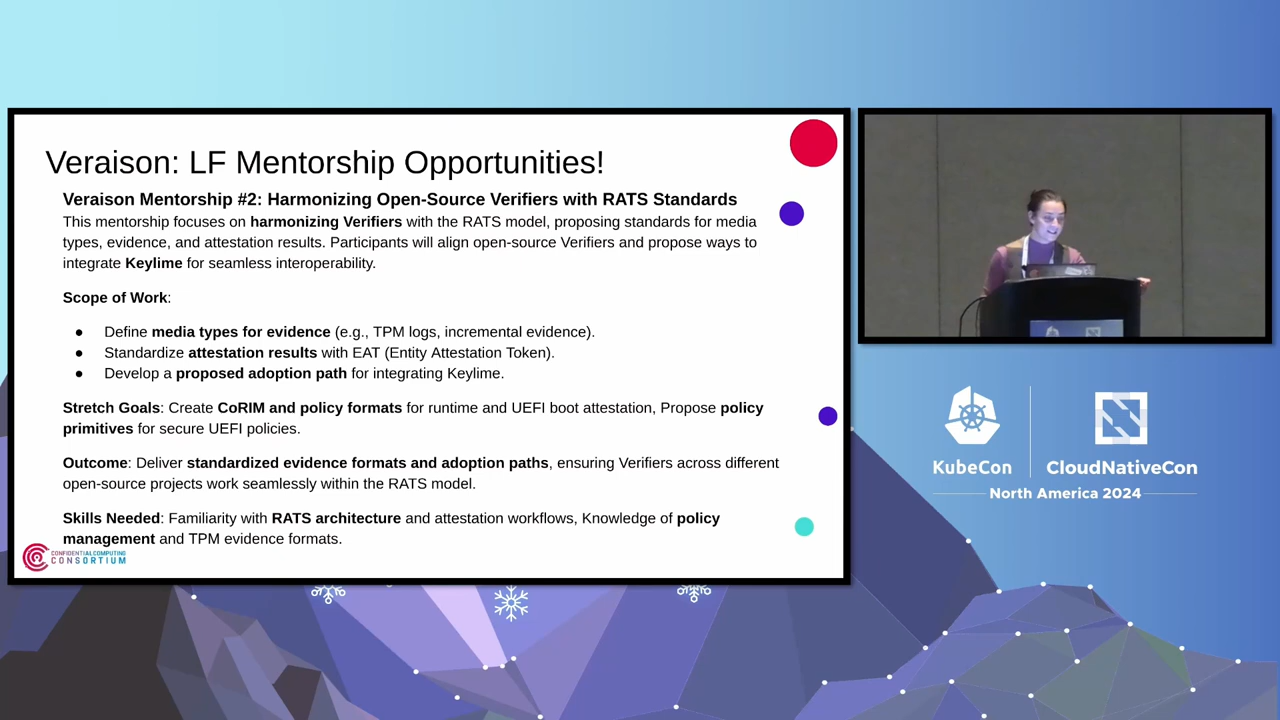 Veraison: LF Mentorship Opportunities!
Veraison Mentorship #2: Harmonizing Open-Source Verifiers with RATS Standards
This mentorship focuses on harmonizing Verifiers with the RATS model, proposing standards for media
types, evidence, and attestation results. Participants will align open-source Verifiers and propose ways to
integrate Keylime for seamless interoperability.
Scope of Work:
● Define media types for evidence (e.g., TPM logs, incremental evidence).
● Standardize attestation results with EAT (Entity Attestation Token).
● Develop a proposed adoption path for integrating Keylime.
Stretch Goals: Create CoRIM and policy formats for runtime and UEFI boot attestation, Propose policy
primitives for secure UEFI policies.
Outcome: Deliver standardized evidence formats and adoption paths, ensuring Verifiers across different
open-source projects work seamlessly within the RATS model.
Skills Needed: Familiarity with RATS architecture and attestation workflows, Knowledge of policy
management and TPM evidence formats.
CONFIDENTIAL COMPUTING
CONSORTIUM
KubeCon
CloudNativeCon
North America 2024